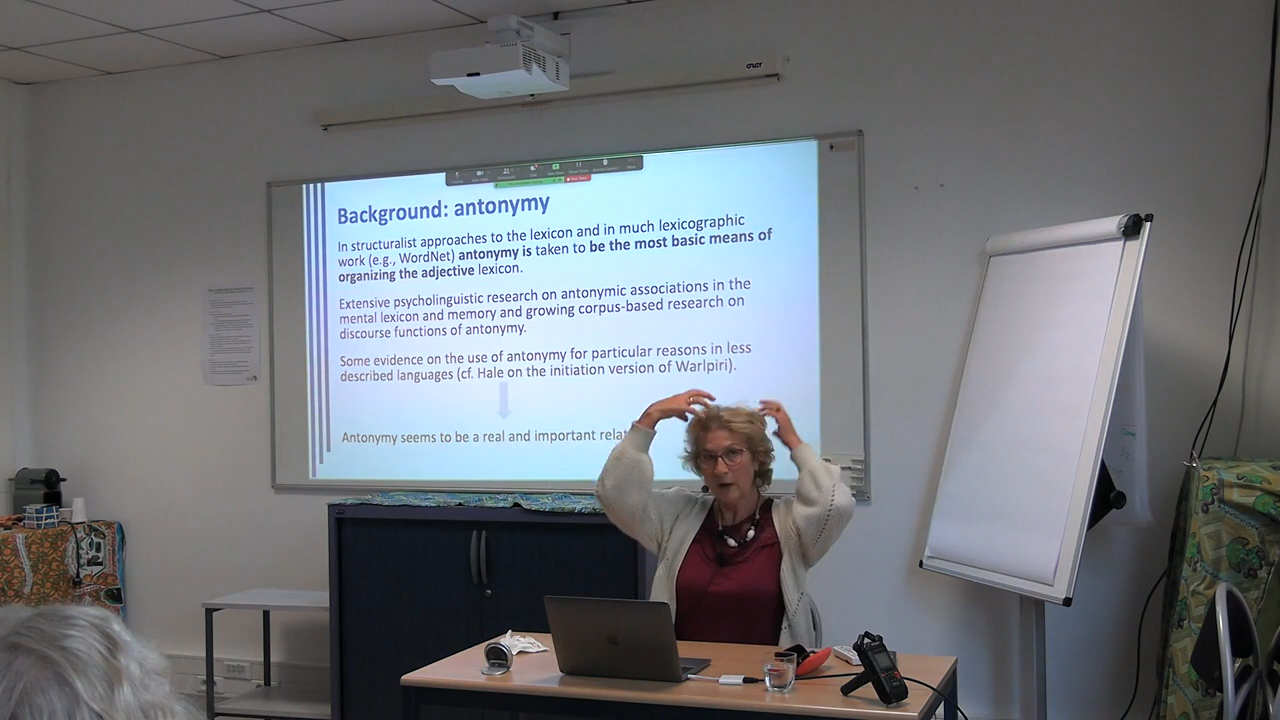 Background: antonymy
In structuralist approaches to the lexicon and in much lexicographic
work (e.g., WordNet) antonymy is taken to be the most basic means of
organizing the adjective lexicon.
Extensive psycholinguistic research on antonymic associations in the
mental lexicon and memory and growing corpus-based research on
discourse functions of antonymy.
Some evidence on the use of antonymy for particular reasons in less
described languages (cf. Hale on the initiation version of Warlpiri).
Antonymy seems to be a real and important rela